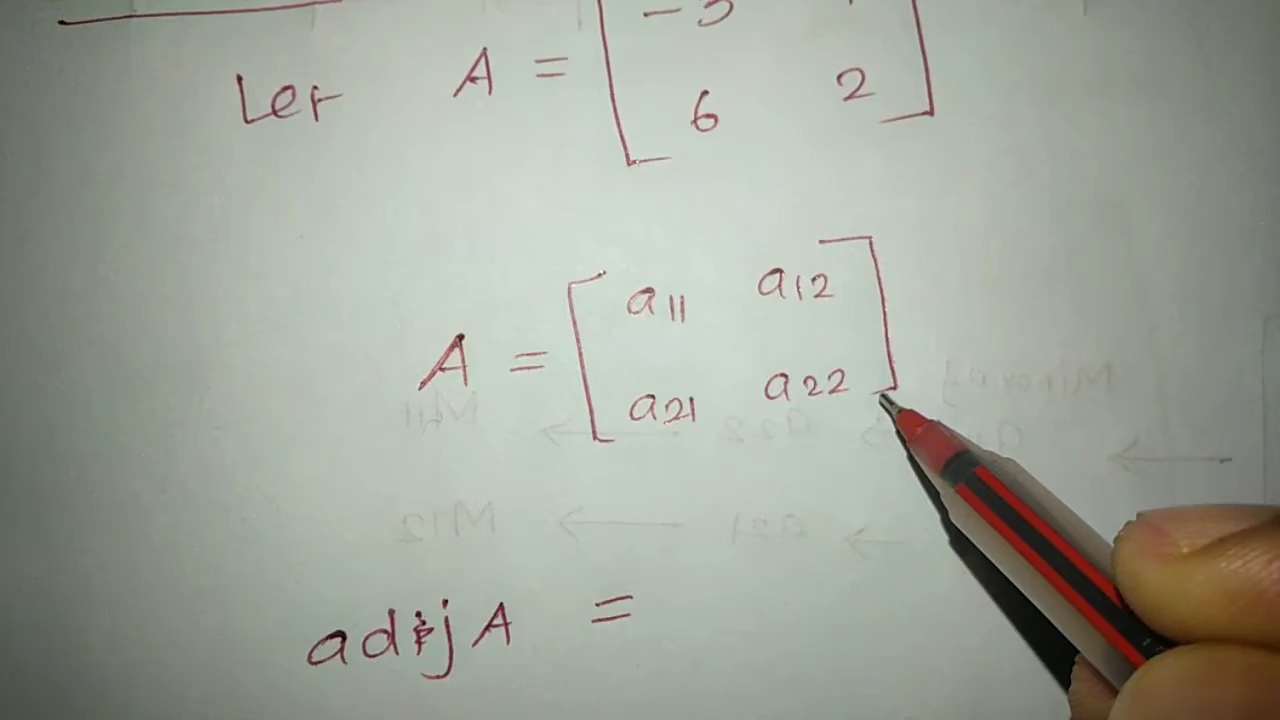 Let A =
6 2
A = [ a11 a12
a21 a22 ]
adj A =